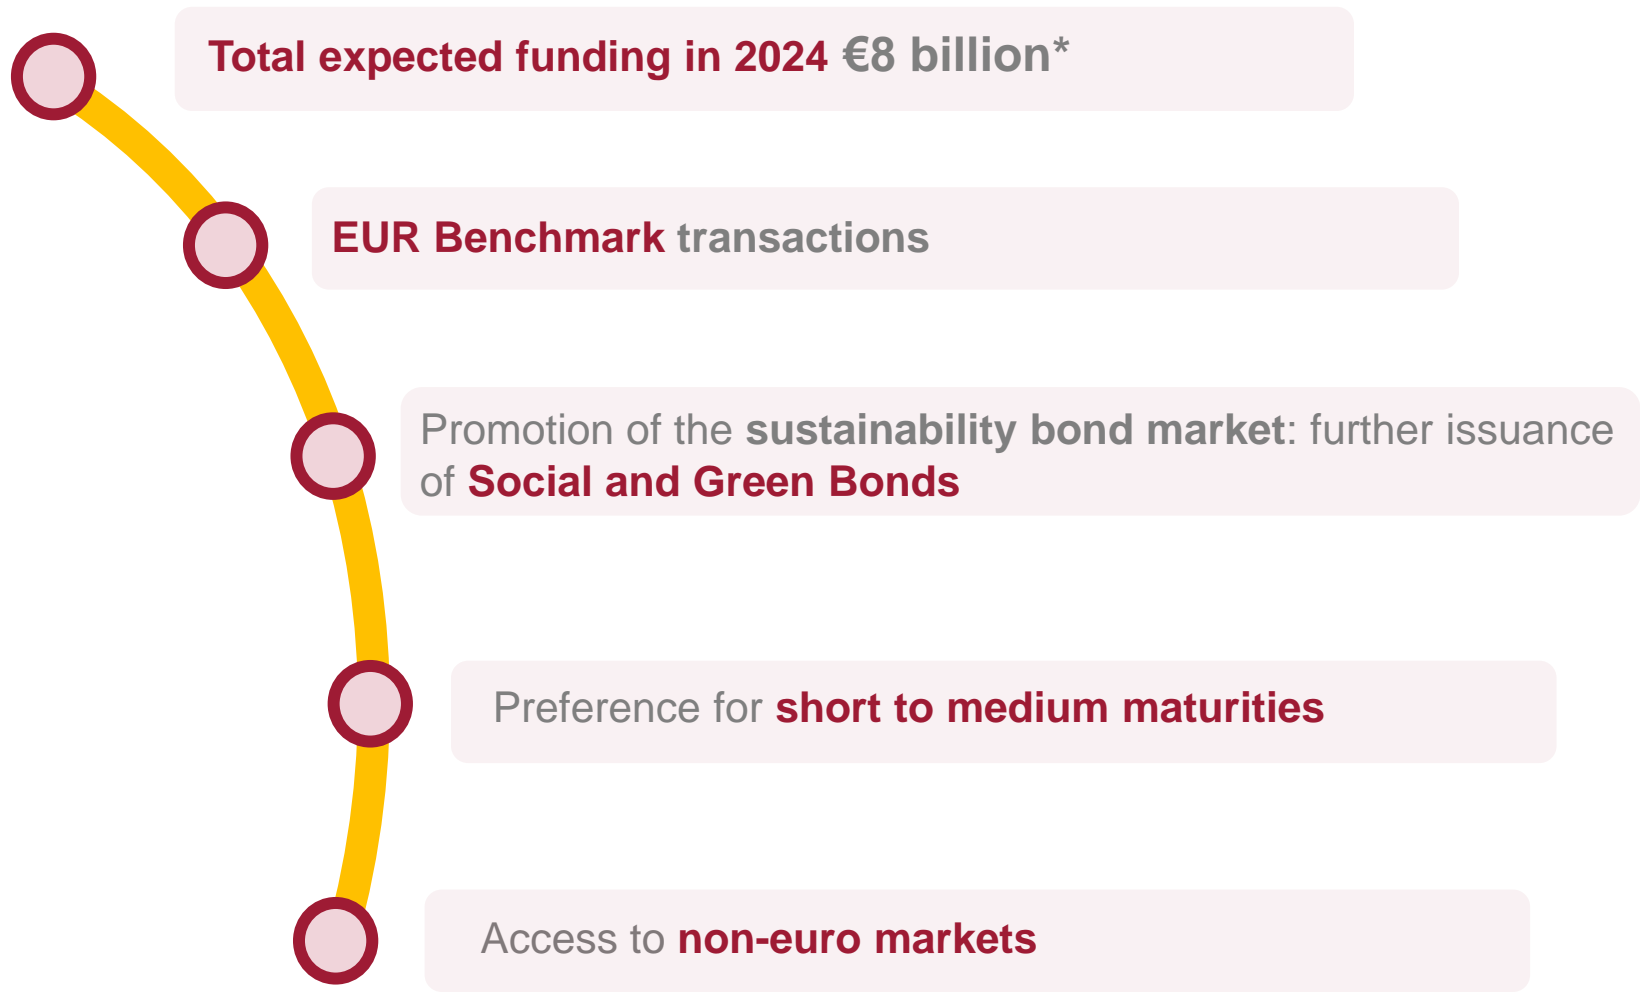 Total expected funding in 2024 €8 billion*
EUR Benchmark transactions
Promotion of the sustainability bond market: further issuance
of Social and Green Bonds
Preference for short to medium maturities
Access to non-euro markets